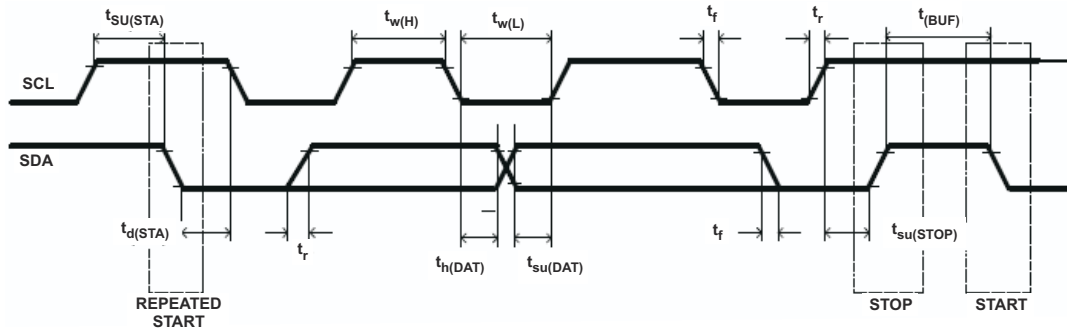 tSU(STA)
tw(H)
tw(L)
tf
tr
t(BUF)
SCL
SDA
td(STA)
tr
th(DAT)
tsu(DAT)
tf
tsu(STOP)
REPEATED
START
STOP
START